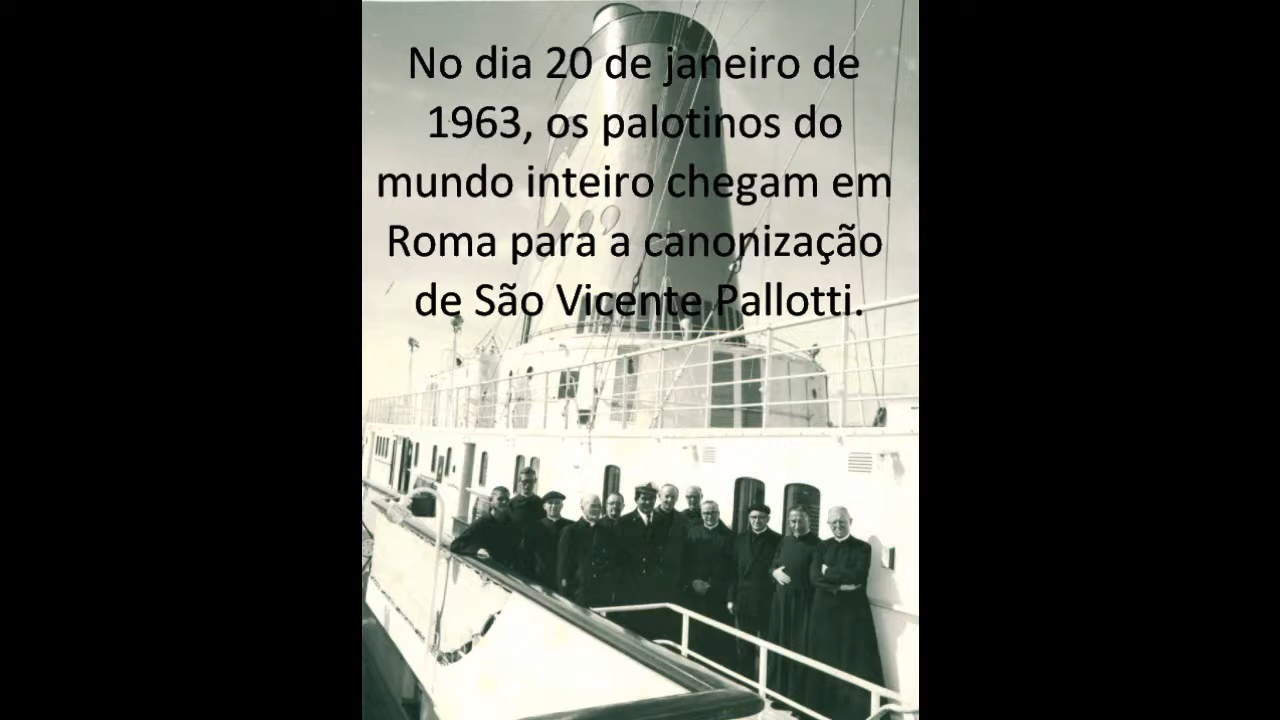 No dia 20 de janeiro de
1963, os palotinos do
mundo inteiro chegam em
Roma para a canonização
de São Vicente Pallotti.